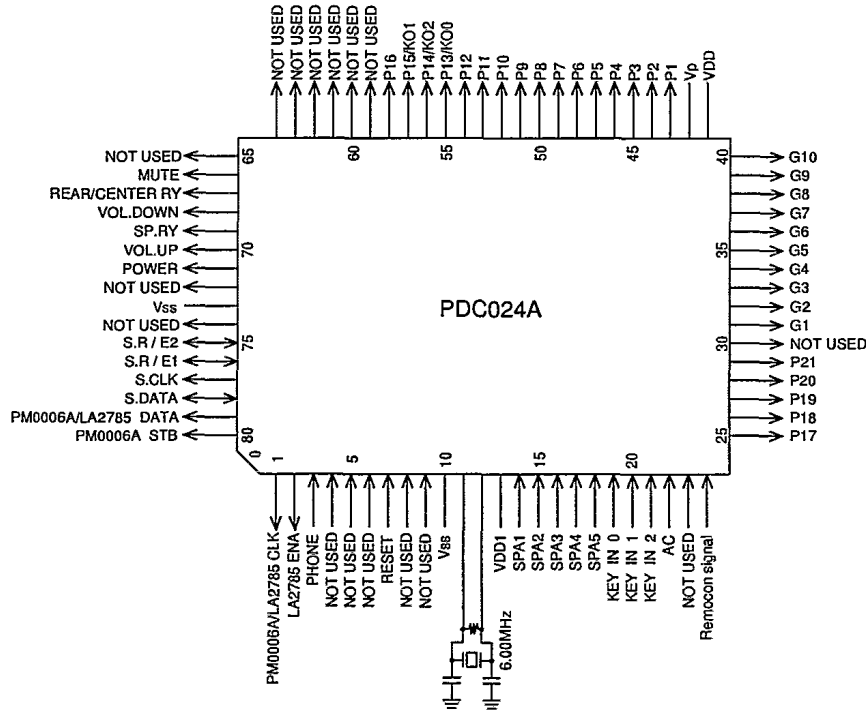 NOT USED
NOT USED
NOT USED
NOT USED
NOT USED
NOT USED
P16
P15/KO1
P14/KO2
P13/KO0
P12
P11
P10
P9
P8
P7
P6
P5
P4
P3
P2
P1
Vp
VDD
65
60
55
50
45
40
NOT USED
MUTE
REAR/CENTER RY
VOL.DOWN
SP.RY
VOL.UP
POWER
NOT USED
Vss
NOT USED
S.R / E2
S.R / E1
S.CLK
S.DATA
PM0006A/LA2785 DATA
PM0006A STB
70
75
80
PDC024A
35
30
25
G10
G9
G8
G7
G6
G5
G4
G3
G2
G1
NOT USED
P21
P20
P19
P18
P17
0
1
5
10
15
20
PM0006A/LA2785 CLK
LA2785 ENA
PHONE
NOT USED
NOT USED
NOT USED
RESET
NOT USED
NOT USED
Vss
6.00MHz
VDD1
SPA1
SPA2
SPA3
SPA4
SPA5
KEY IN 0
KEY IN 1
KEY IN 2
AC
NOT USED
Remocon signal